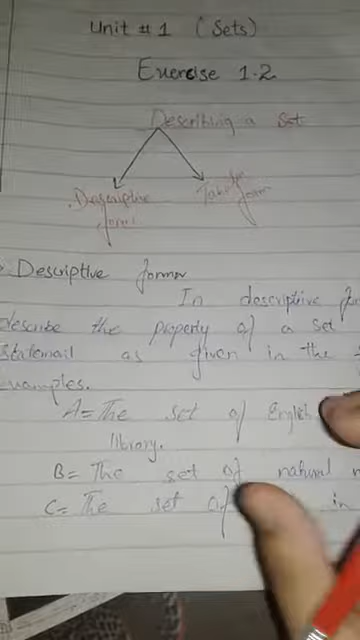 Unit # 1 (Sets)
Exercise 1.2
Describing a set
Descriptive Tabular
form form
Descriptive form
In descriptive
describe the property of a set
statemail as given in the
examples.
A = The set of English
library.
B = The set of natural
C = The set of in